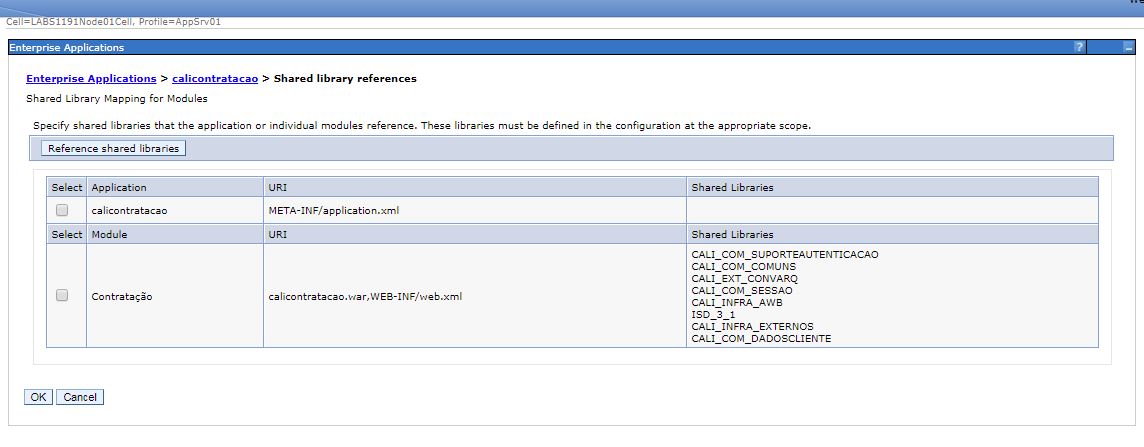 We
Cell=LABS1191Node01Cell, Profile=AppSrv01
Enterprise Applications ? –
Enterprise Applications > calicontratacao > Shared library references
Shared Library Mapping for Modules
Specify shared libraries that the application or individual modules reference. These libraries must be defined in the configuration at the appropriate scope.
Reference shared libraries
Select Application URI Shared Libraries
calicontratacao META-INF/application.xml
Select Module URI Shared Libraries
Contratação calicontratacao.war,WEB-INF/web.xml
CALI_COM_SUPORTEAUTENTICACAO
CALI_COM_COMUNS
CALI_EXT_CONVARQ
CALI_COM_SESSAO
CALI_INFRA_AWB
ISD_3_1
CALI_INFRA_EXTERNOS
CALI_COM_DADOSCLIENTE
OK Cancel